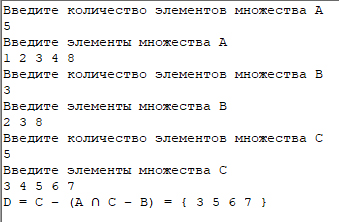 Введите количество элементов множества A
5
Введите элементы множества A
1 2 3 4 8
Введите количество элементов множества B
3
Введите элементы множества B
2 3 8
Введите количество элементов множества C
5
Введите элементы множества C
3 4 5 6 7
D = C - (A ∩ C - B) = { 3 5 6 7 }